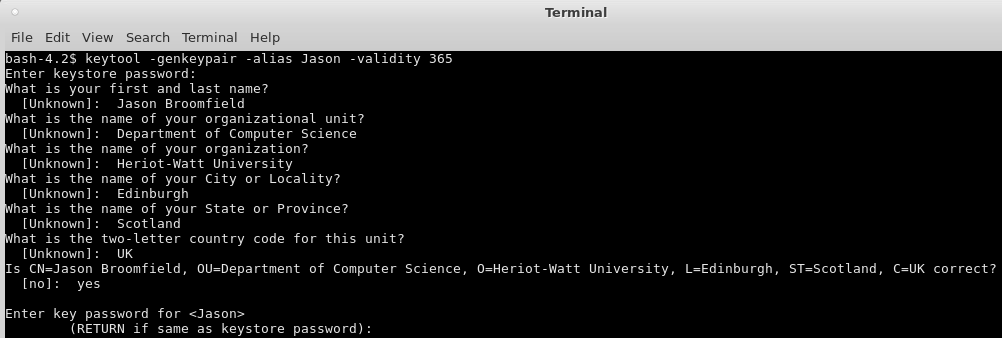 Terminal
File Edit View Search Terminal Help
bash-4.2$ keytool -genkeypair -alias Jason -validity 365
Enter keystore password:
What is your first and last name?
  [Unknown]:  Jason Broomfield
What is the name of your organizational unit?
  [Unknown]:  Department of Computer Science
What is the name of your organization?
  [Unknown]:  Heriot-Watt University
What is the name of your City or Locality?
  [Unknown]:  Edinburgh
What is the name of your State or Province?
  [Unknown]:  Scotland
What is the two-letter country code for this unit?
  [Unknown]:  UK
Is CN=Jason Broomfield, OU=Department of Computer Science, O=Heriot-Watt University, L=Edinburgh, ST=Scotland, C=UK correct?
  [no]:  yes
Enter key password for <Jason>
        (RETURN if same as keystore password):